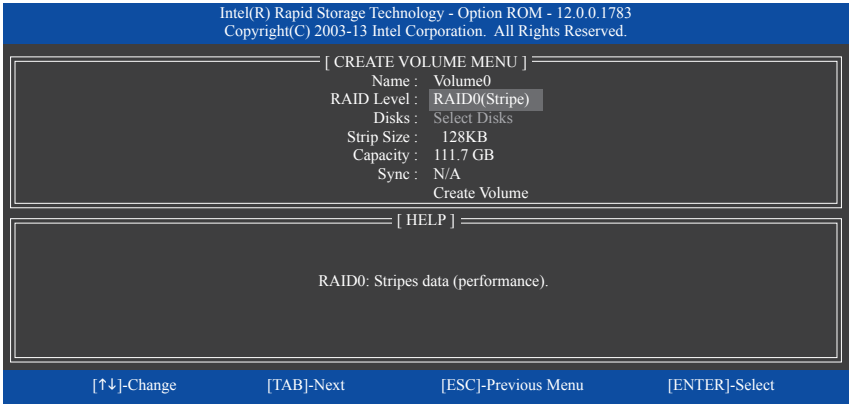 Intel(R) Rapid Storage Technology - Option ROM - 12.0.0.1783
Copyright(C) 2003-13 Intel Corporation.  All Rights Reserved.
[ CREATE VOLUME MENU ]
Name : Volume0
RAID Level : RAID0(Stripe)
Disks : Select Disks
Strip Size : 128KB
Capacity : 111.7 GB
Sync : N/A
Create Volume
[ HELP ]
RAID0: Stripes data (performance).
[↑↓]-Change [TAB]-Next [ESC]-Previous Menu [ENTER]-Select